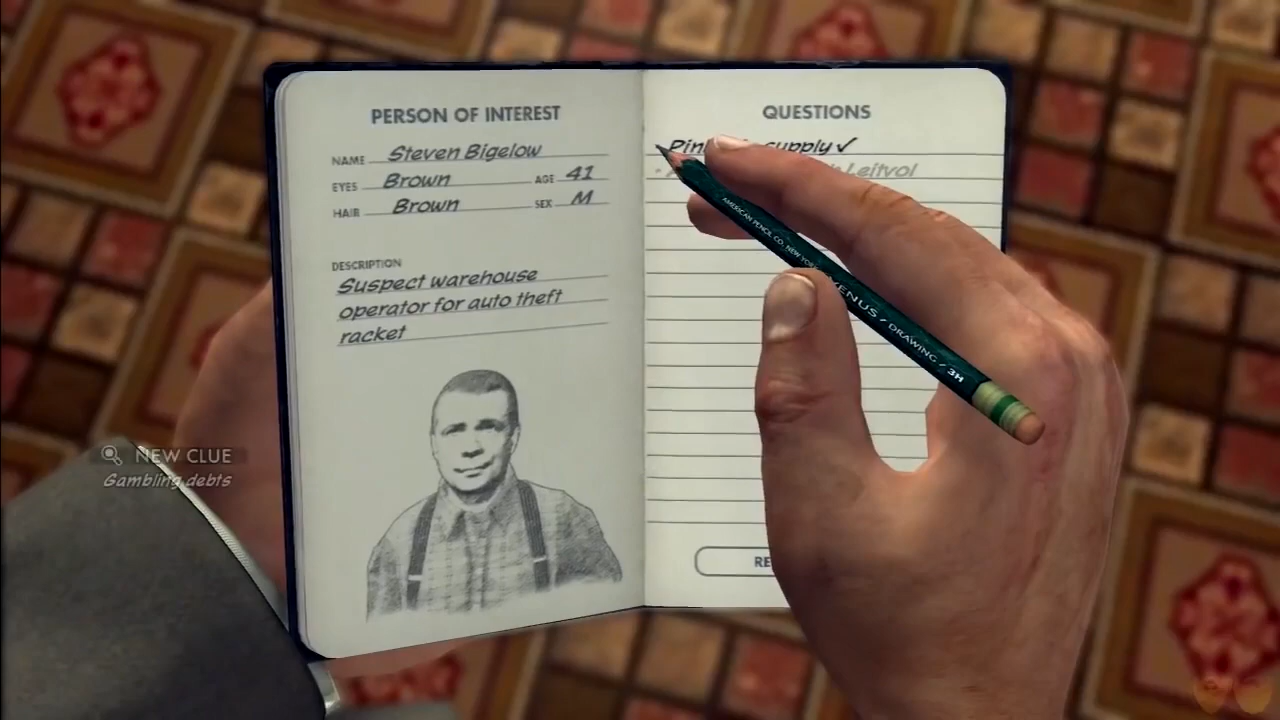 PERSON OF INTEREST
NAME Steven Bigelow
EYES Brown AGE 41
HAIR Brown SEX M
DESCRIPTION
Suspect warehouse
operator for auto theft
racket
QUESTIONS
supply ✓
Leitvol
AMERICAN PENCIL CO. NEW YORK VENUS / DRAWING / 3H
NEW CLUE
Gambling debts